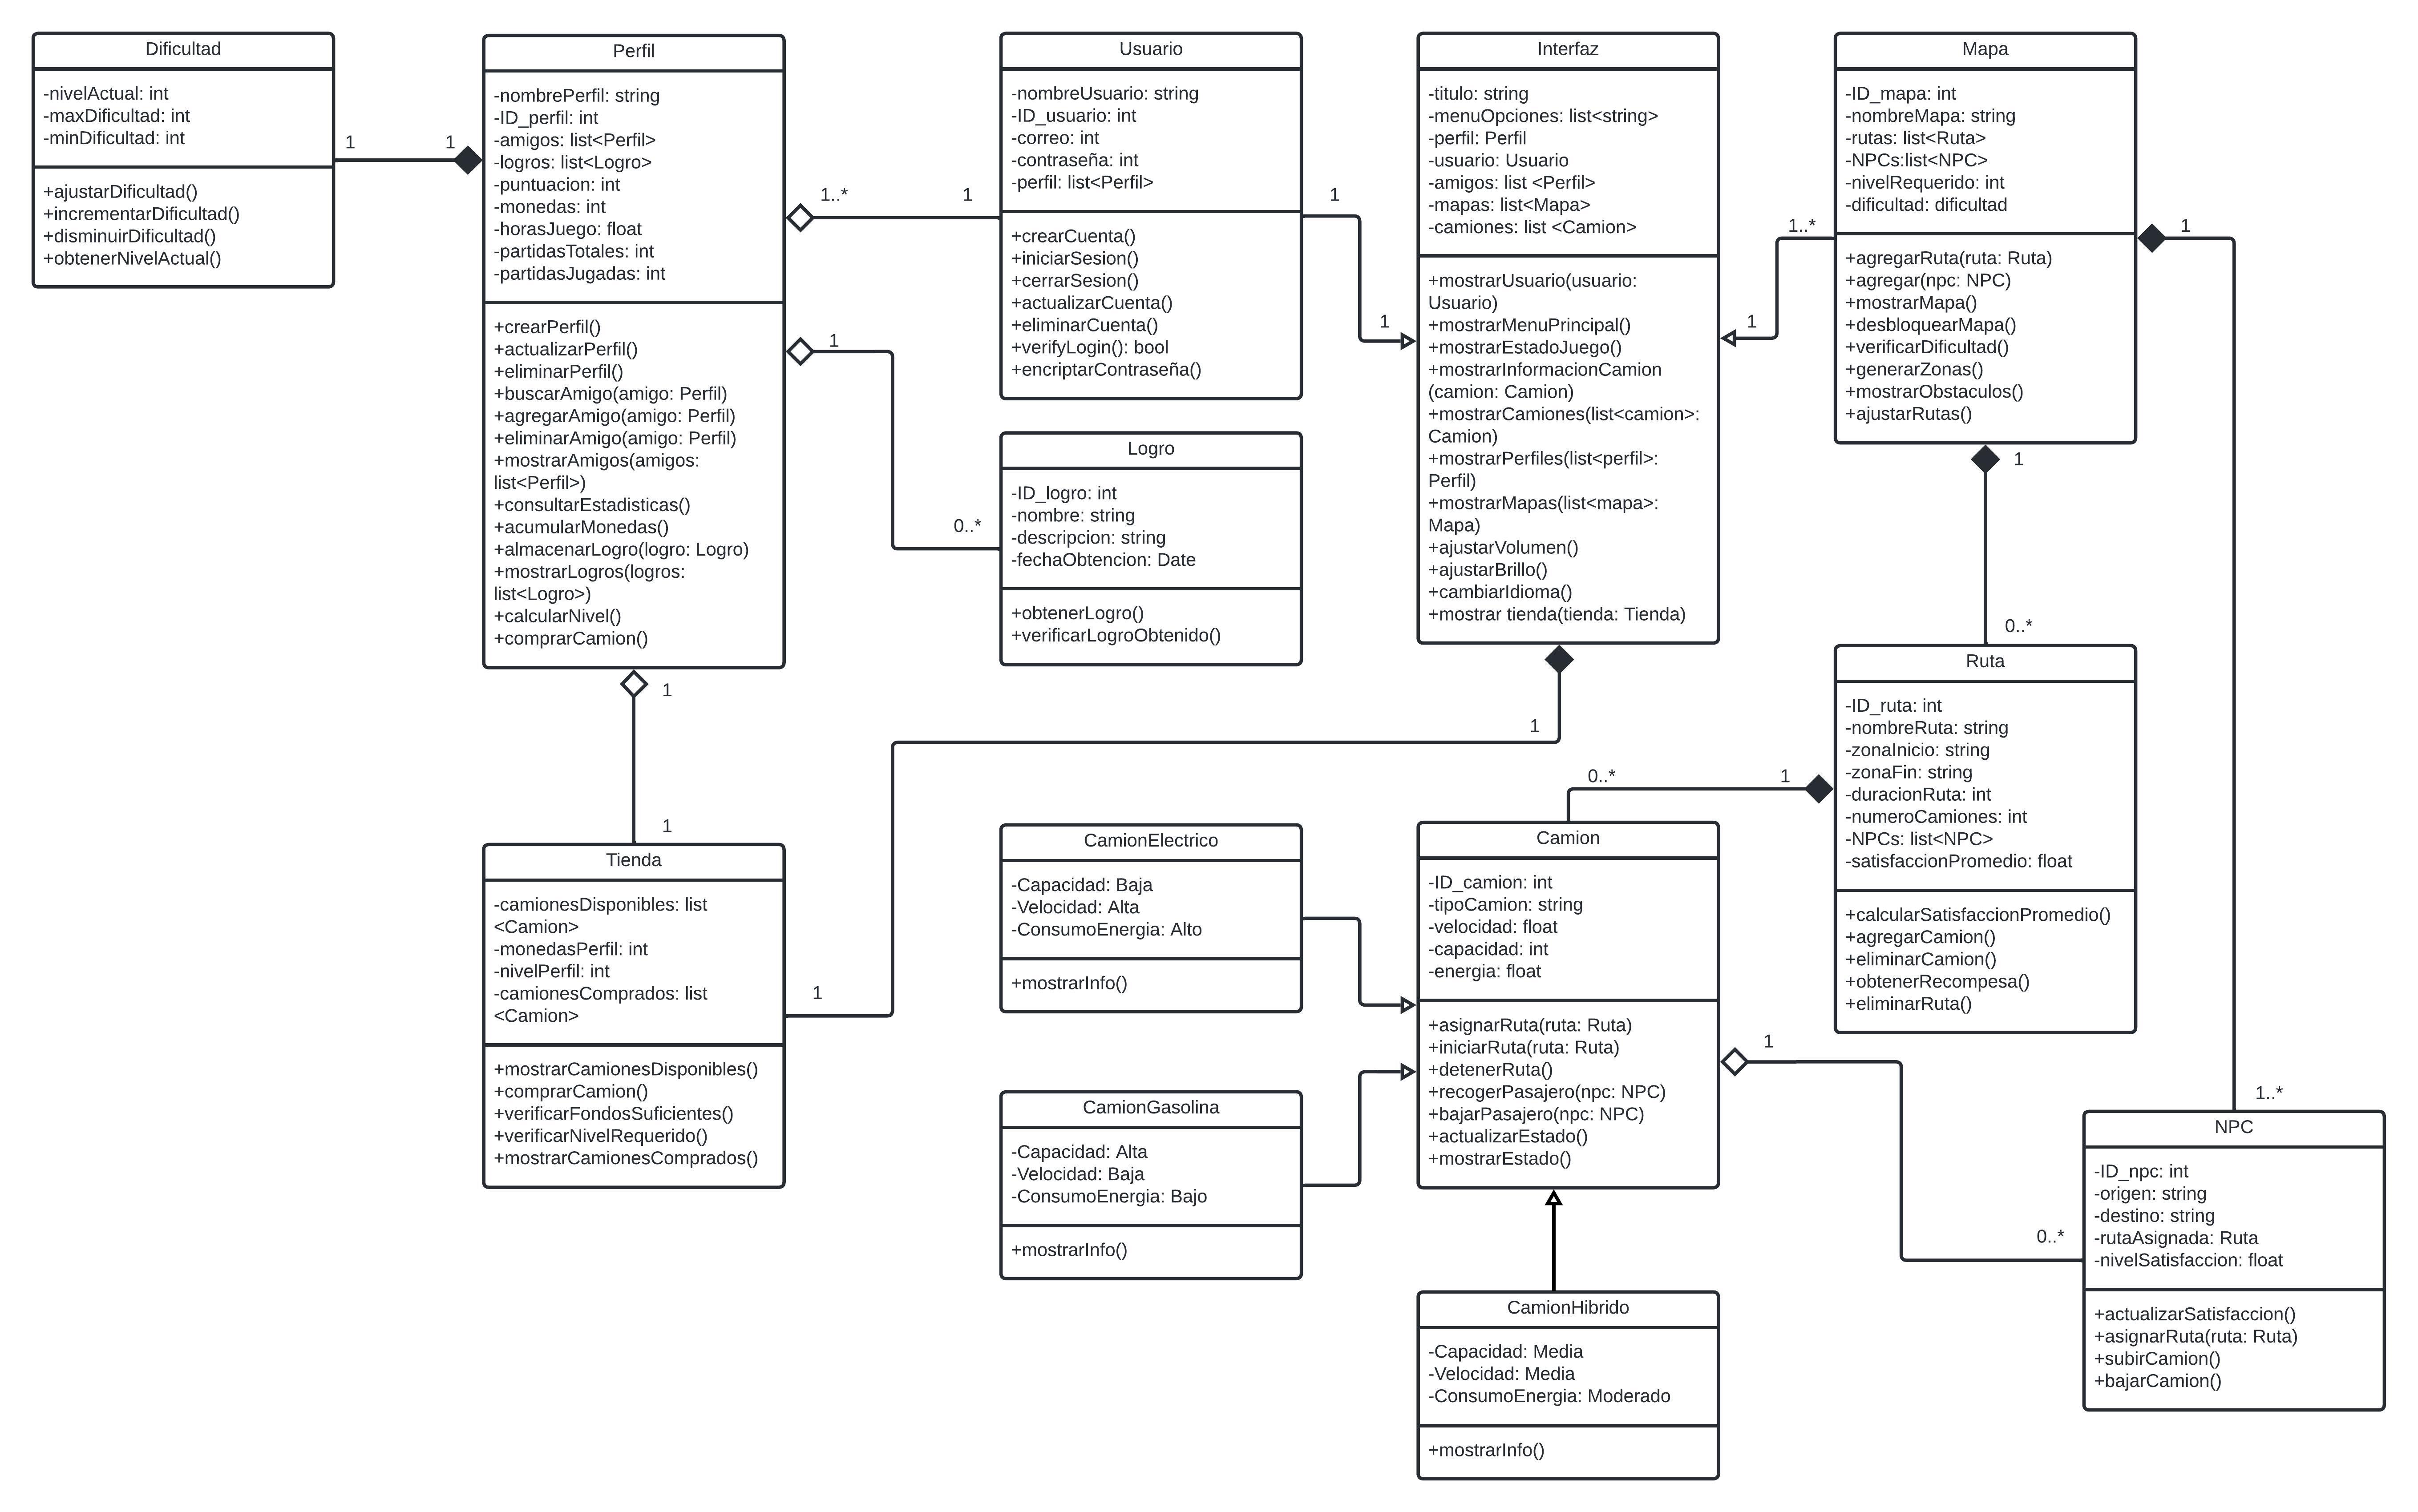 Dificultad
-nivelActual: int
-maxDificultad: int
-minDificultad: int
+ajustarDificultad()
+incrementarDificultad()
+disminuirDificultad()
+obtenerNivelActual()
1
1
Perfil
-nombrePerfil: string
-ID_perfil: int
-amigos: list<Perfil>
-logros: list<Logro>
-puntuacion: int
-monedas: int
-horasJuego: float
-partidasTotales: int
-partidasJugadas: int
+crearPerfil()
+actualizarPerfil()
+eliminarPerfil()
+buscarAmigo(amigo: Perfil)
+agregarAmigo(amigo: Perfil)
+eliminarAmigo(amigo: Perfil)
+mostrarAmigos(amigos:
list<Perfil>)
+consultarEstadisticas()
+acumularMonedas()
+almacenarLogro(logro: Logro)
+mostrarLogros(logros:
list<Logro>)
+calcularNivel()
+comprarCamion()
1..*
1
1
0..*
1
1
Usuario
-nombreUsuario: string
-ID_usuario: int
-correo: int
-contraseña: int
-perfil: list<Perfil>
+crearCuenta()
+iniciarSesion()
+cerrarSesion()
+actualizarCuenta()
+eliminarCuenta()
+verifyLogin(): bool
+encriptarContraseña()
1
1
Logro
-ID_logro: int
-nombre: string
-descripcion: string
-fechaObtencion: Date
+obtenerLogro()
+verificarLogroObtenido()
Interfaz
-titulo: string
-menuOpciones: list<string>
-perfil: Perfil
-usuario: Usuario
-amigos: list <Perfil>
-mapas: list<Mapa>
-camiones: list <Camion>
+mostrarUsuario(usuario:
Usuario)
+mostrarMenuPrincipal()
+mostrarEstadoJuego()
+mostrarInformacionCamion
(camion: Camion)
+mostrarCamiones(list<camion>:
Camion)
+mostrarPerfiles(list<perfil>:
Perfil)
+mostrarMapas(list<mapa>:
Mapa)
+ajustarVolumen()
+ajustarBrillo()
+cambiarIdioma()
+mostrar tienda(tienda: Tienda)
1..*
1
1
1
Mapa
-ID_mapa: int
-nombreMapa: string
-rutas: list<Ruta>
-NPCs:list<NPC>
-nivelRequerido: int
-dificultad: dificultad
+agregarRuta(ruta: Ruta)
+agregar(npc: NPC)
+mostrarMapa()
+desbloquearMapa()
+verificarDificultad()
+generarZonas()
+mostrarObstaculos()
+ajustarRutas()
1
1..*
1
0..*
Tienda
-camionesDisponibles: list
<Camion>
-monedasPerfil: int
-nivelPerfil: int
-camionesComprados: list
<Camion>
+mostrarCamionesDisponibles()
+comprarCamion()
+verificarFondosSuficientes()
+verificarNivelRequerido()
+mostrarCamionesComprados()
CamionElectrico
-Capacidad: Baja
-Velocidad: Alta
-ConsumoEnergia: Alto
+mostrarInfo()
CamionGasolina
-Capacidad: Alta
-Velocidad: Baja
-ConsumoEnergia: Bajo
+mostrarInfo()
0..*
1
Camion
-ID_camion: int
-tipoCamion: string
-velocidad: float
-capacidad: int
-energia: float
+asignarRuta(ruta: Ruta)
+iniciarRuta(ruta: Ruta)
+detenerRuta()
+recogerPasajero(npc: NPC)
+bajarPasajero(npc: NPC)
+actualizarEstado()
+mostrarEstado()
1
0..*
CamionHibrido
-Capacidad: Media
-Velocidad: Media
-ConsumoEnergia: Moderado
+mostrarInfo()
Ruta
-ID_ruta: int
-nombreRuta: string
-zonaInicio: string
-zonaFin: string
-duracionRuta: int
-numeroCamiones: int
-NPCs: list<NPC>
-satisfaccionPromedio: float
+calcularSatisfaccionPromedio()
+agregarCamion()
+eliminarCamion()
+obtenerRecompesa()
+eliminarRuta()
NPC
-ID_npc: int
-origen: string
-destino: string
-rutaAsignada: Ruta
-nivelSatisfaccion: float
+actualizarSatisfaccion()
+asignarRuta(ruta: Ruta)
+subirCamion()
+bajarCamion()